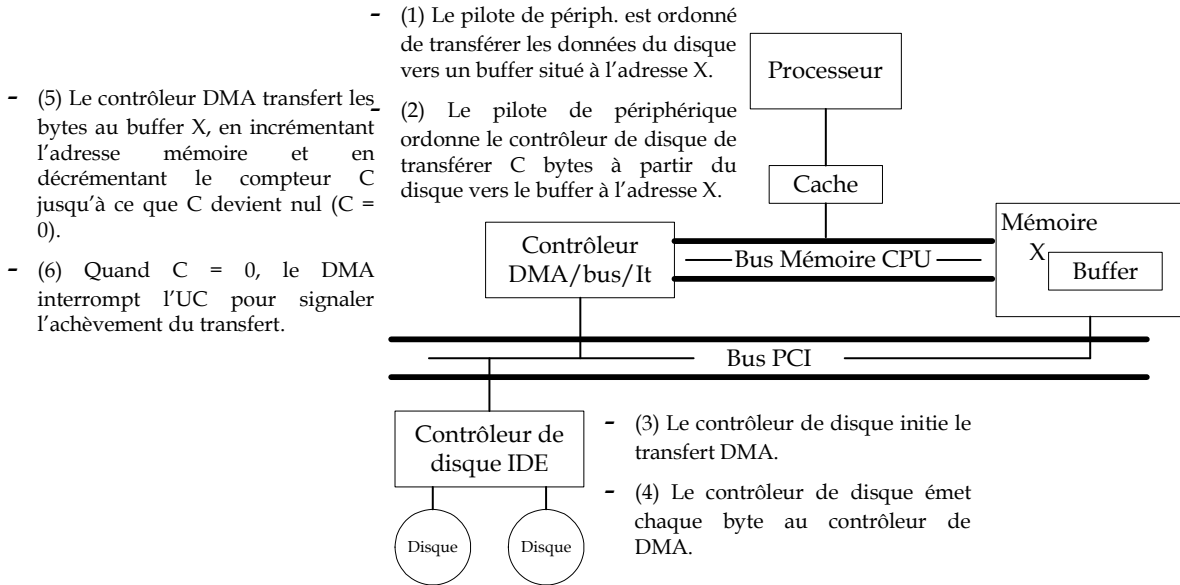 - (1) Le pilote de périph. est ordonné
de transférer les données du disque
vers un buffer situé à l'adresse X.
- (2) Le pilote de périphérique
ordonne le contrôleur de disque de
transférer C bytes à partir du
disque vers le buffer à l'adresse X.
- (5) Le contrôleur DMA transfert les
bytes au buffer X, en incrémentant
l'adresse mémoire et en
décrémentant le compteur C
jusqu'à ce que C devient nul (C =
0).
- (6) Quand C = 0, le DMA
interrompt l'UC pour signaler
l'achèvement du transfert.
Processeur
Cache
Contrôleur
DMA/bus/It
Bus Mémoire CPU
Mémoire
X
Buffer
Bus PCI
Contrôleur de
disque IDE
Disque
Disque
- (3) Le contrôleur de disque initie le
transfert DMA.
- (4) Le contrôleur de disque émet
chaque byte au contrôleur de
DMA.